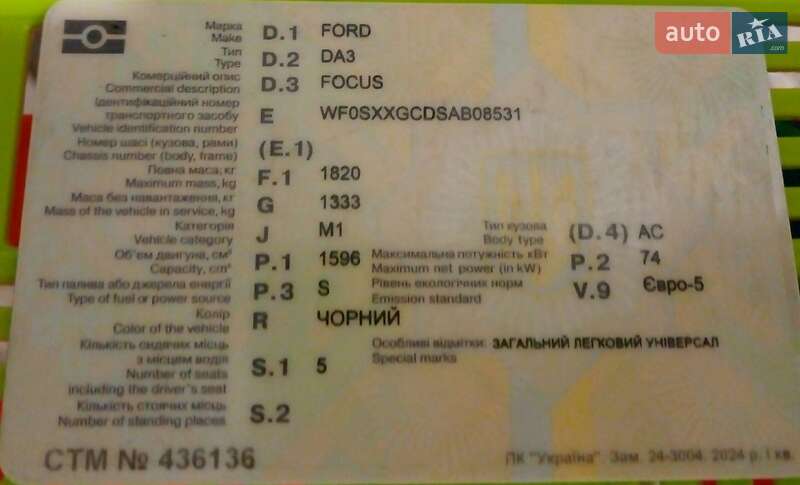 auto RIA .com
Марка D.1 FORD
Make
Тип D.2 DA3
Type
Комерційний опис D.3 FOCUS
Commercial description
Ідентифікаційний номер
транспортного засобу E WF0SXXGCDSAB08531
Vehicle identification number
Номер шасі (кузова, рами) (E.1)
Chassis number (body, frame)
Повна маса, кг F.1 1820
Maximum mass, kg
Маса без навантаження, кг G 1333
Mass of the vehicle in service, kg
Категорія J M1 Тип кузова (D.4) AC
Vehicle category Body type
Об'єм двигуна, см³ P.1 1596 Максимальна потужність кВт P.2 74
Capacity, cm³ Maximum net power (in kW)
Тип палива або джерела енергії P.3 S Рівень екологічних норм V.9 Євро-5
Type of fuel or power source Emission standard
Колір R ЧОРНИЙ
Color of the vehicle
Кількість сидячих місць Особливі відмітки: ЗАГАЛЬНИЙ ЛЕГКОВИЙ УНІВЕРСАЛ
з місцем водія S.1 5 Special marks
Number of seats
including the driver's seat
Кількість стоячих місць S.2
Number of standing places
СТМ № 436136
ПК "Україна". Зам. 24-3004. 2024 р. І кв.